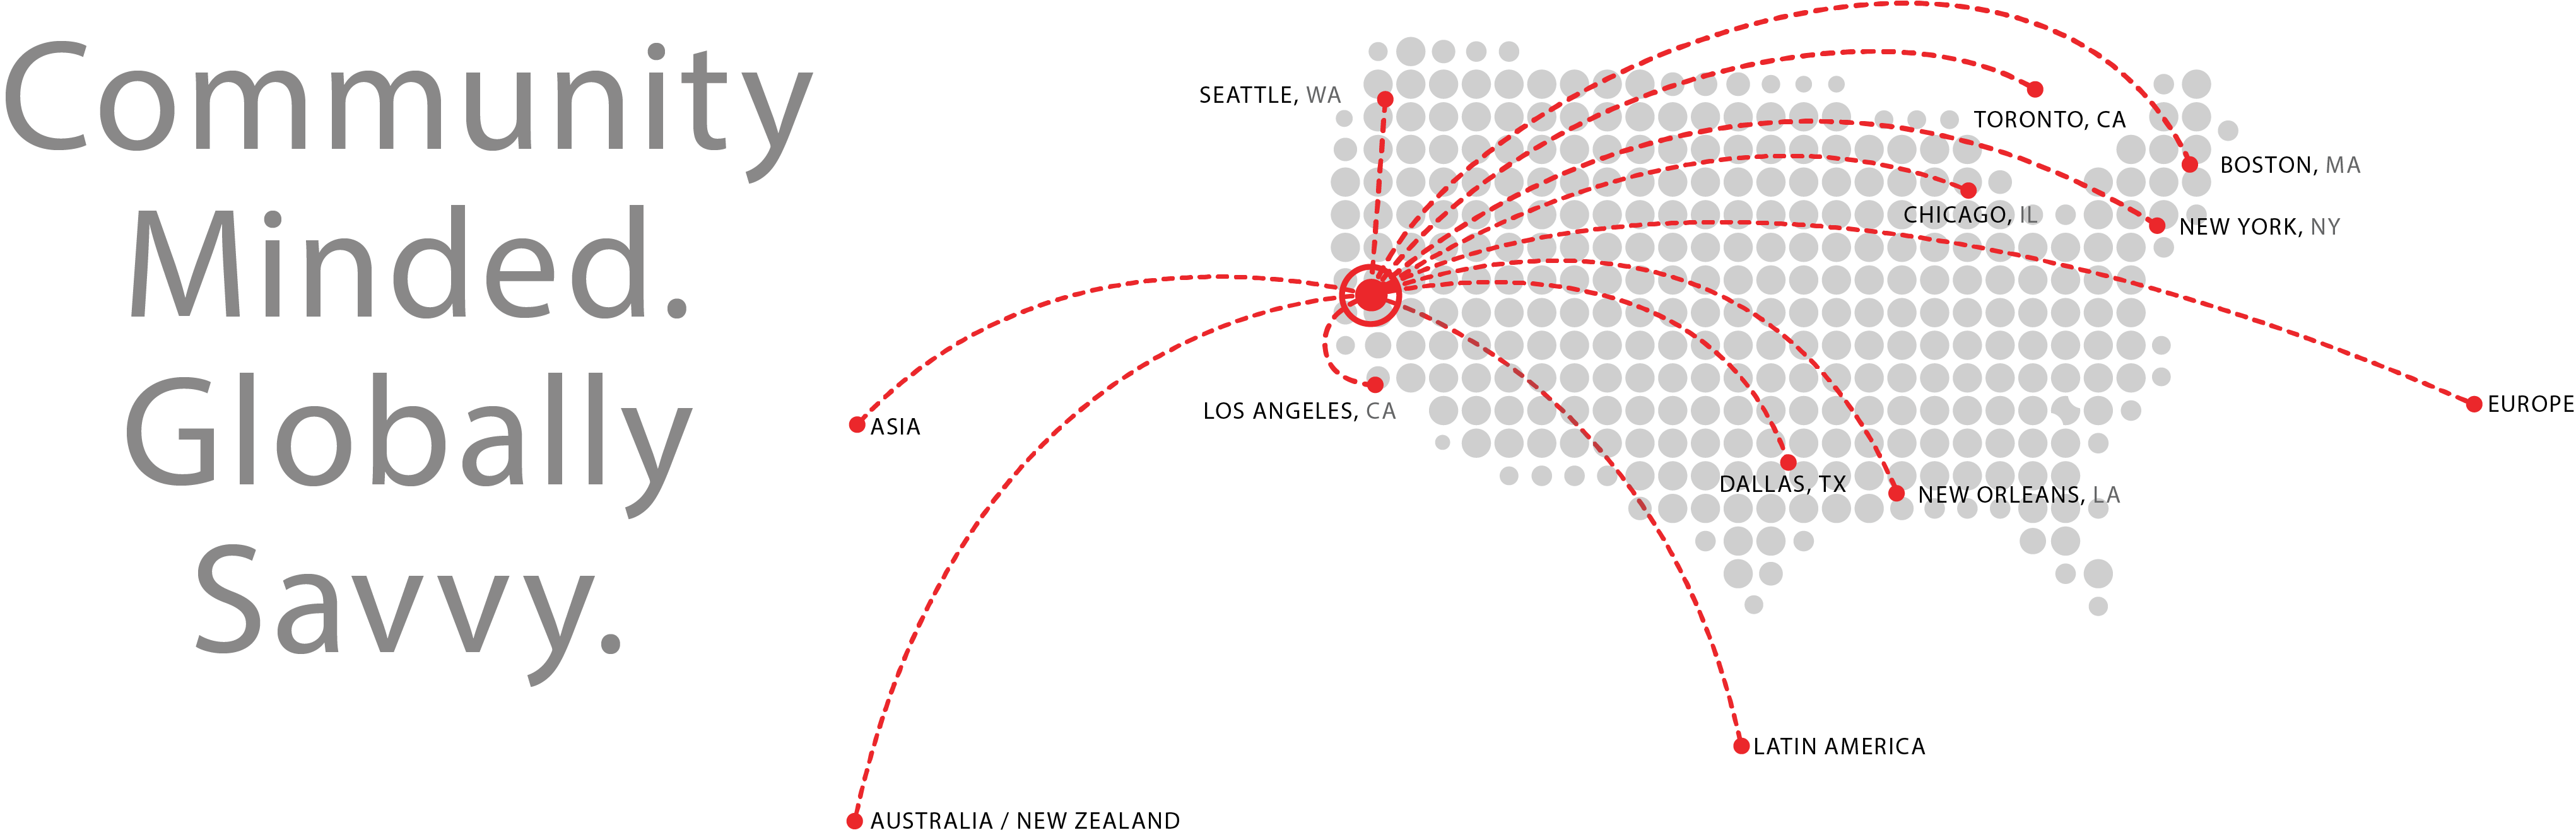 Community
Minded.
Globally
Savvy.
SEATTLE, WA
TORONTO, CA
BOSTON, MA
CHICAGO, IL
NEW YORK, NY
LOS ANGELES, CA
ASIA
EUROPE
DALLAS, TX
NEW ORLEANS, LA
LATIN AMERICA
AUSTRALIA / NEW ZEALAND